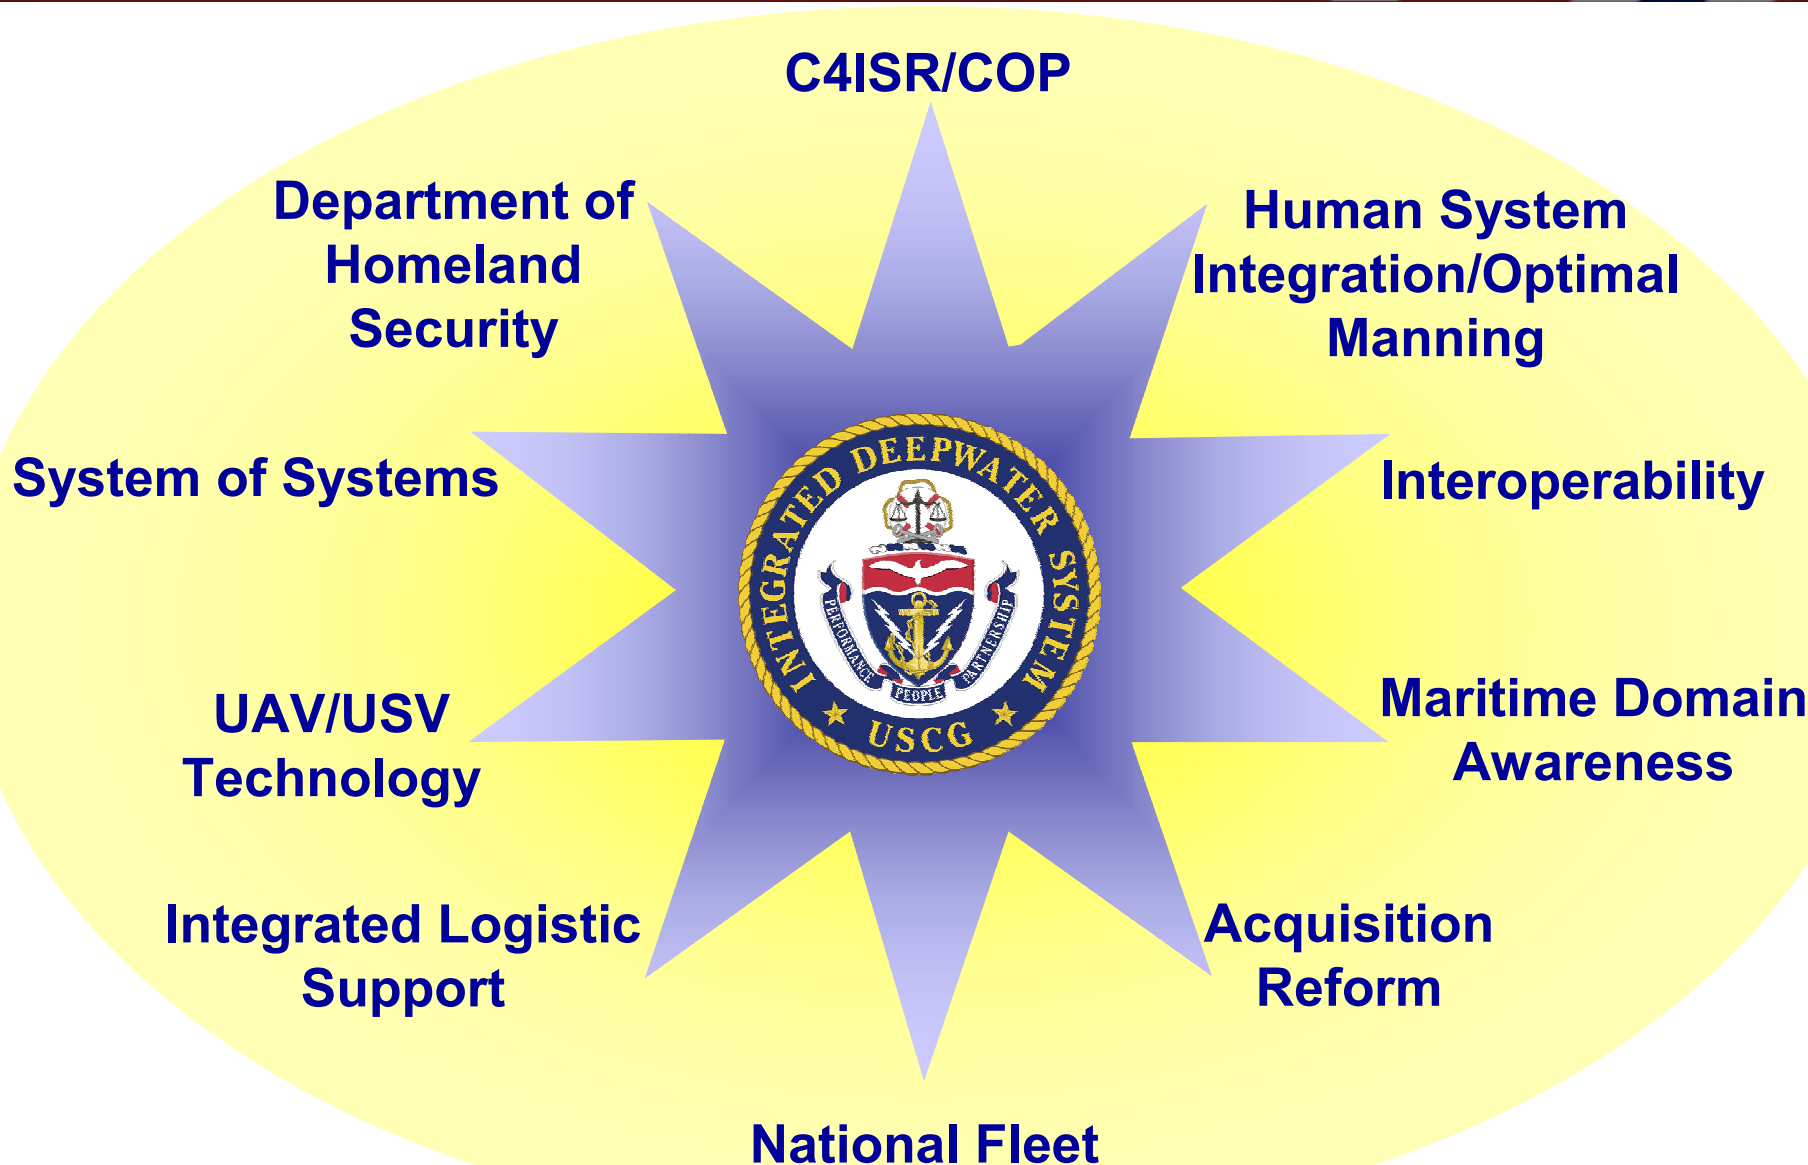 C4ISR/COP
Department of
Homeland
Security
Human System
Integration/Optimal
Manning
System of Systems
Interoperability
INTEGRATED DEEPWATER SYSTEM
PERFORMANCE
PEOPLE
PARTNERSHIP
USCG
UAV/USV
Technology
Maritime Domain
Awareness
Integrated Logistic
Support
Acquisition
Reform
National Fleet